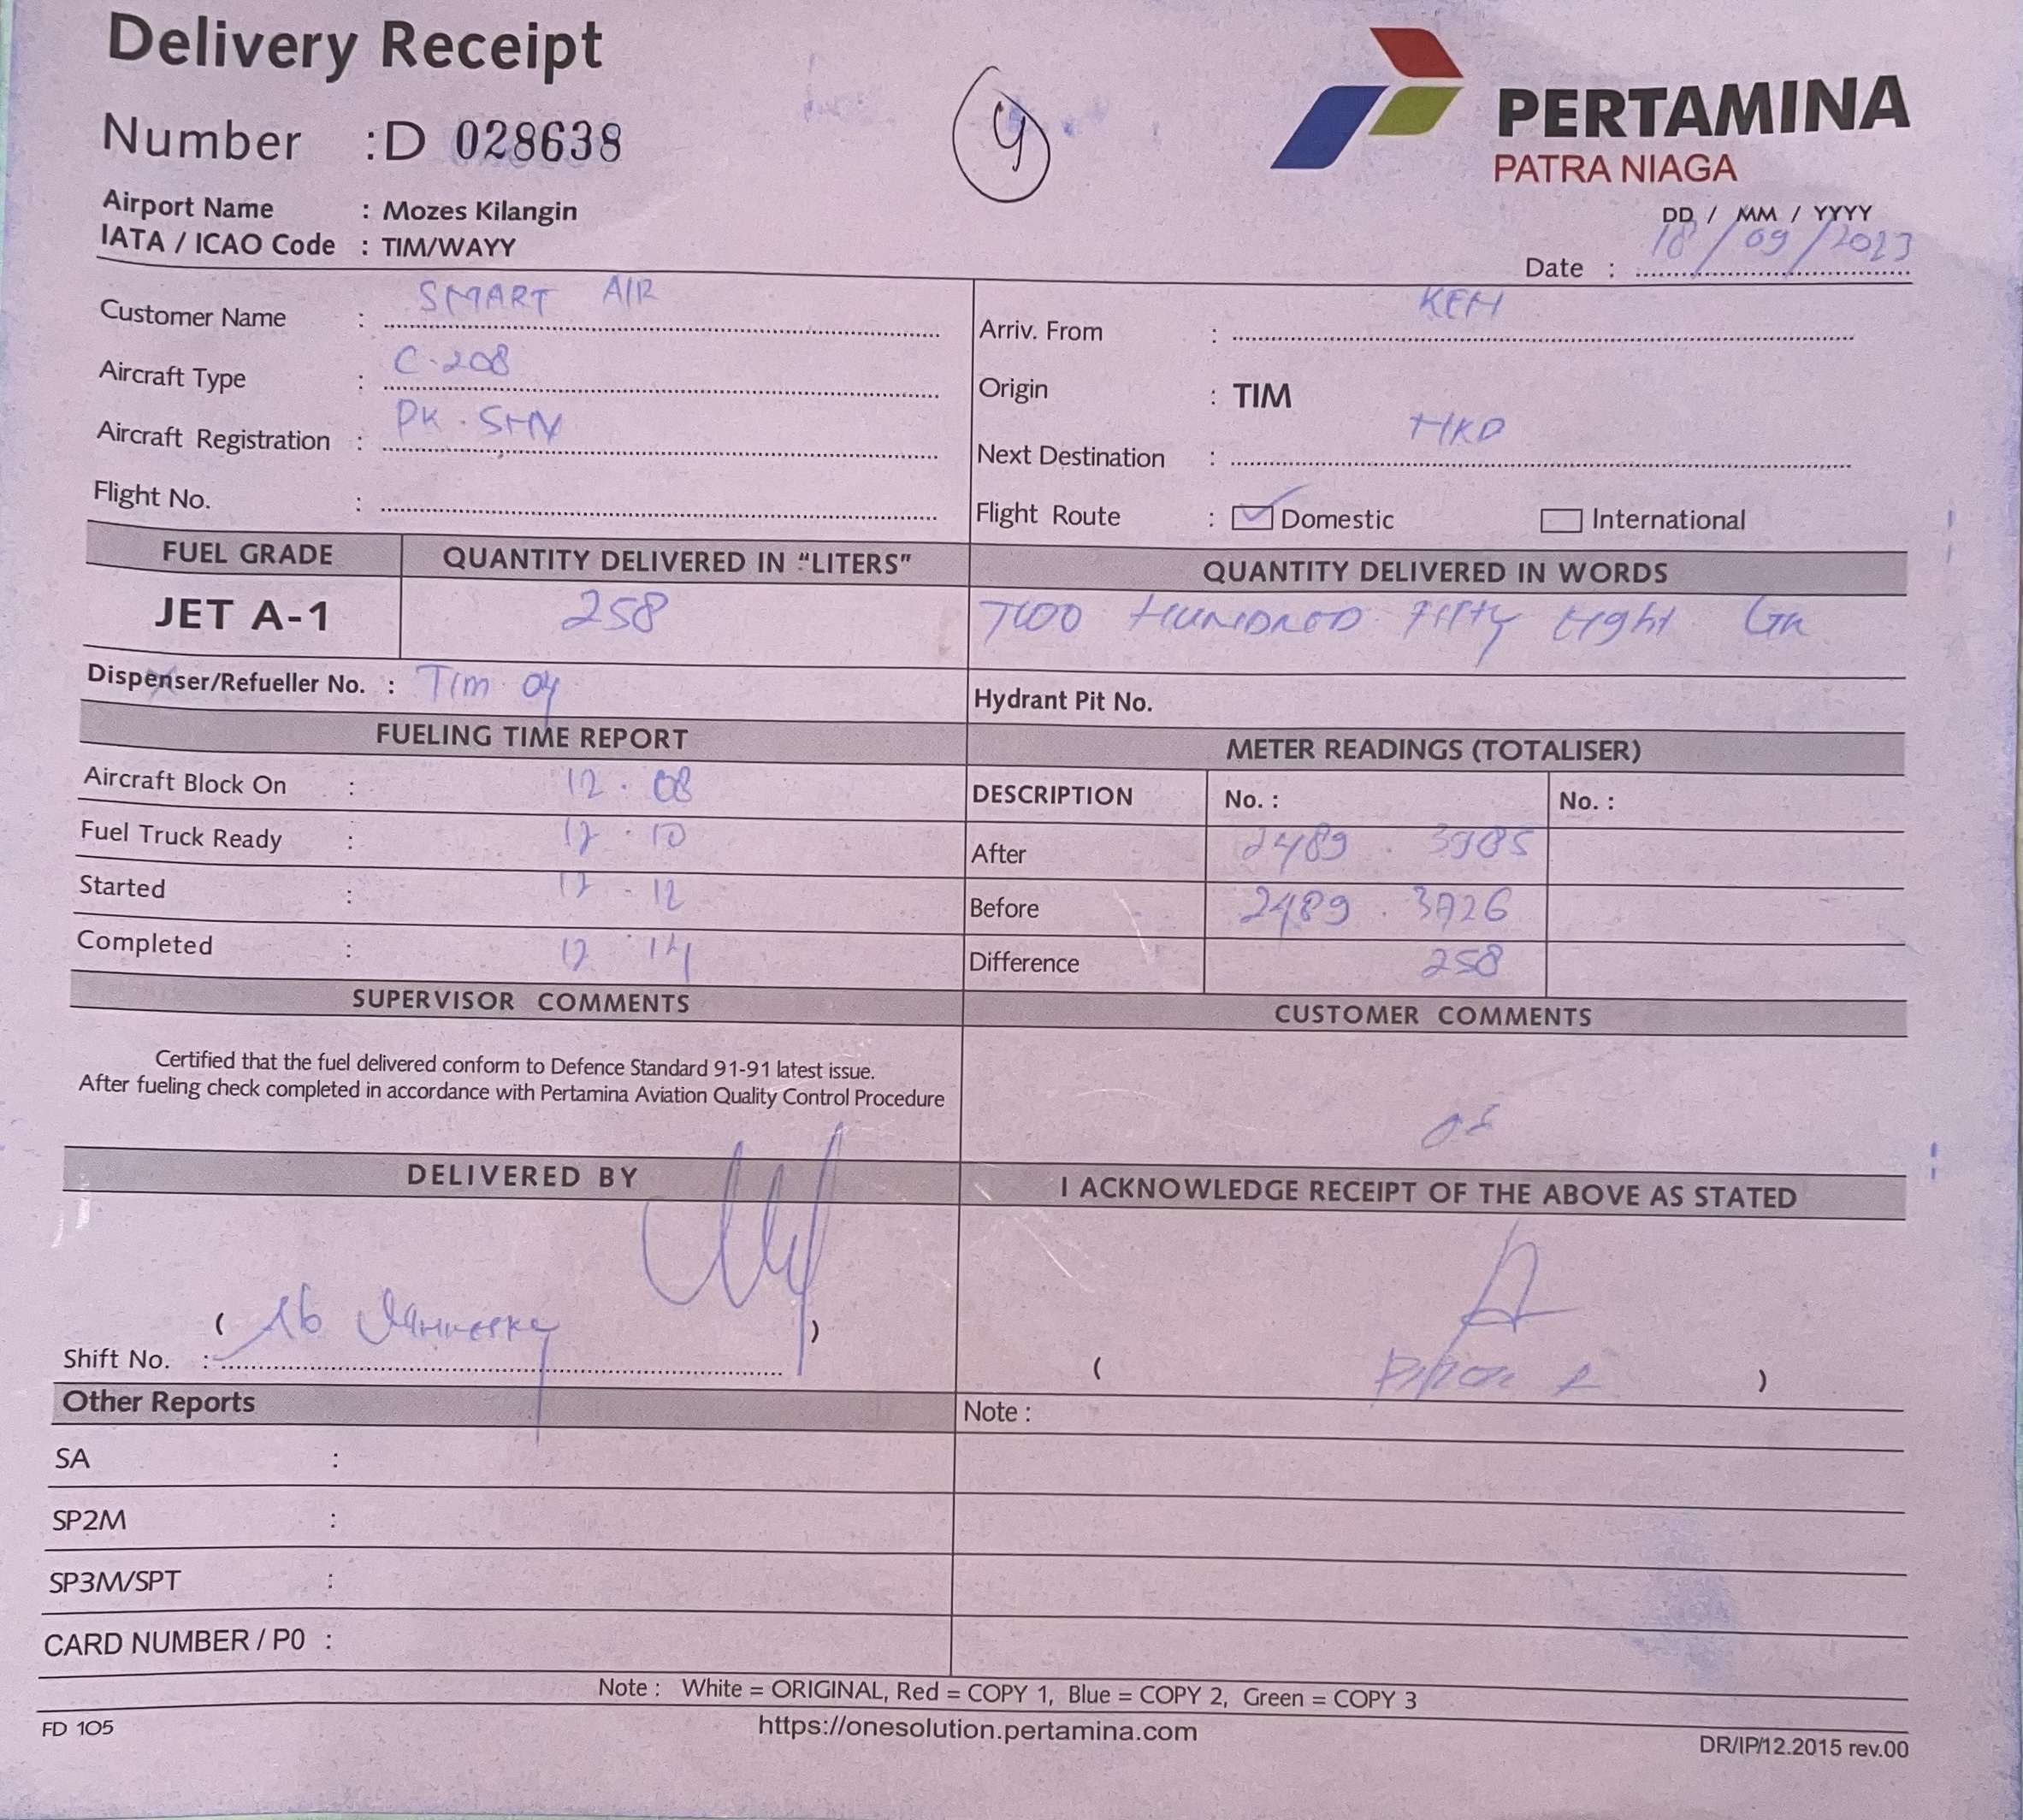 Delivery Receipt
Number : D 028638
PERTAMINA
PATRA NIAGA
Airport Name : Mozes Kilangin
IATA / ICAO Code : TIM/WAYY
DD / MM / YYYY
Date : 18 / 09 / 2023
Customer Name : SMART AIR
Arriv. From :
Aircraft Type : C-208
Origin : TIM
Aircraft Registration : PK.
Next Destination :
Flight No. :
Flight Route : Domestic International
FUEL GRADE QUANTITY DELIVERED IN "LITERS" QUANTITY DELIVERED IN WORDS
JET A-1 258 TWO HUNDRED FIFTY EIGHT
Dispenser/Refueller No. : Tim 04
Hydrant Pit No.
FUELING TIME REPORT METER READINGS (TOTALISER)
Aircraft Block On : 12 . 08
DESCRIPTION No. : No. :
Fuel Truck Ready : 12 . 10
After 2489 .
Started : 12 . 12
Before 2489 .
Completed : 12 . 14
Difference 258
SUPERVISOR COMMENTS CUSTOMER COMMENTS
Certified that the fuel delivered conform to Defence Standard 91-91 latest issue.
After fueling check completed in accordance with Pertamina Aviation Quality Control Procedure
DELIVERED BY I ACKNOWLEDGE RECEIPT OF THE ABOVE AS STATED
( )
Shift No. :
( )
Other Reports Note :
SA :
SP2M :
SP3M/SPT :
CARD NUMBER / P0 :
Note : White = ORIGINAL, Red = COPY 1, Blue = COPY 2, Green = COPY 3
FD 105 https://onesolution.pertamina.com DR/IP/12.2015 rev.00